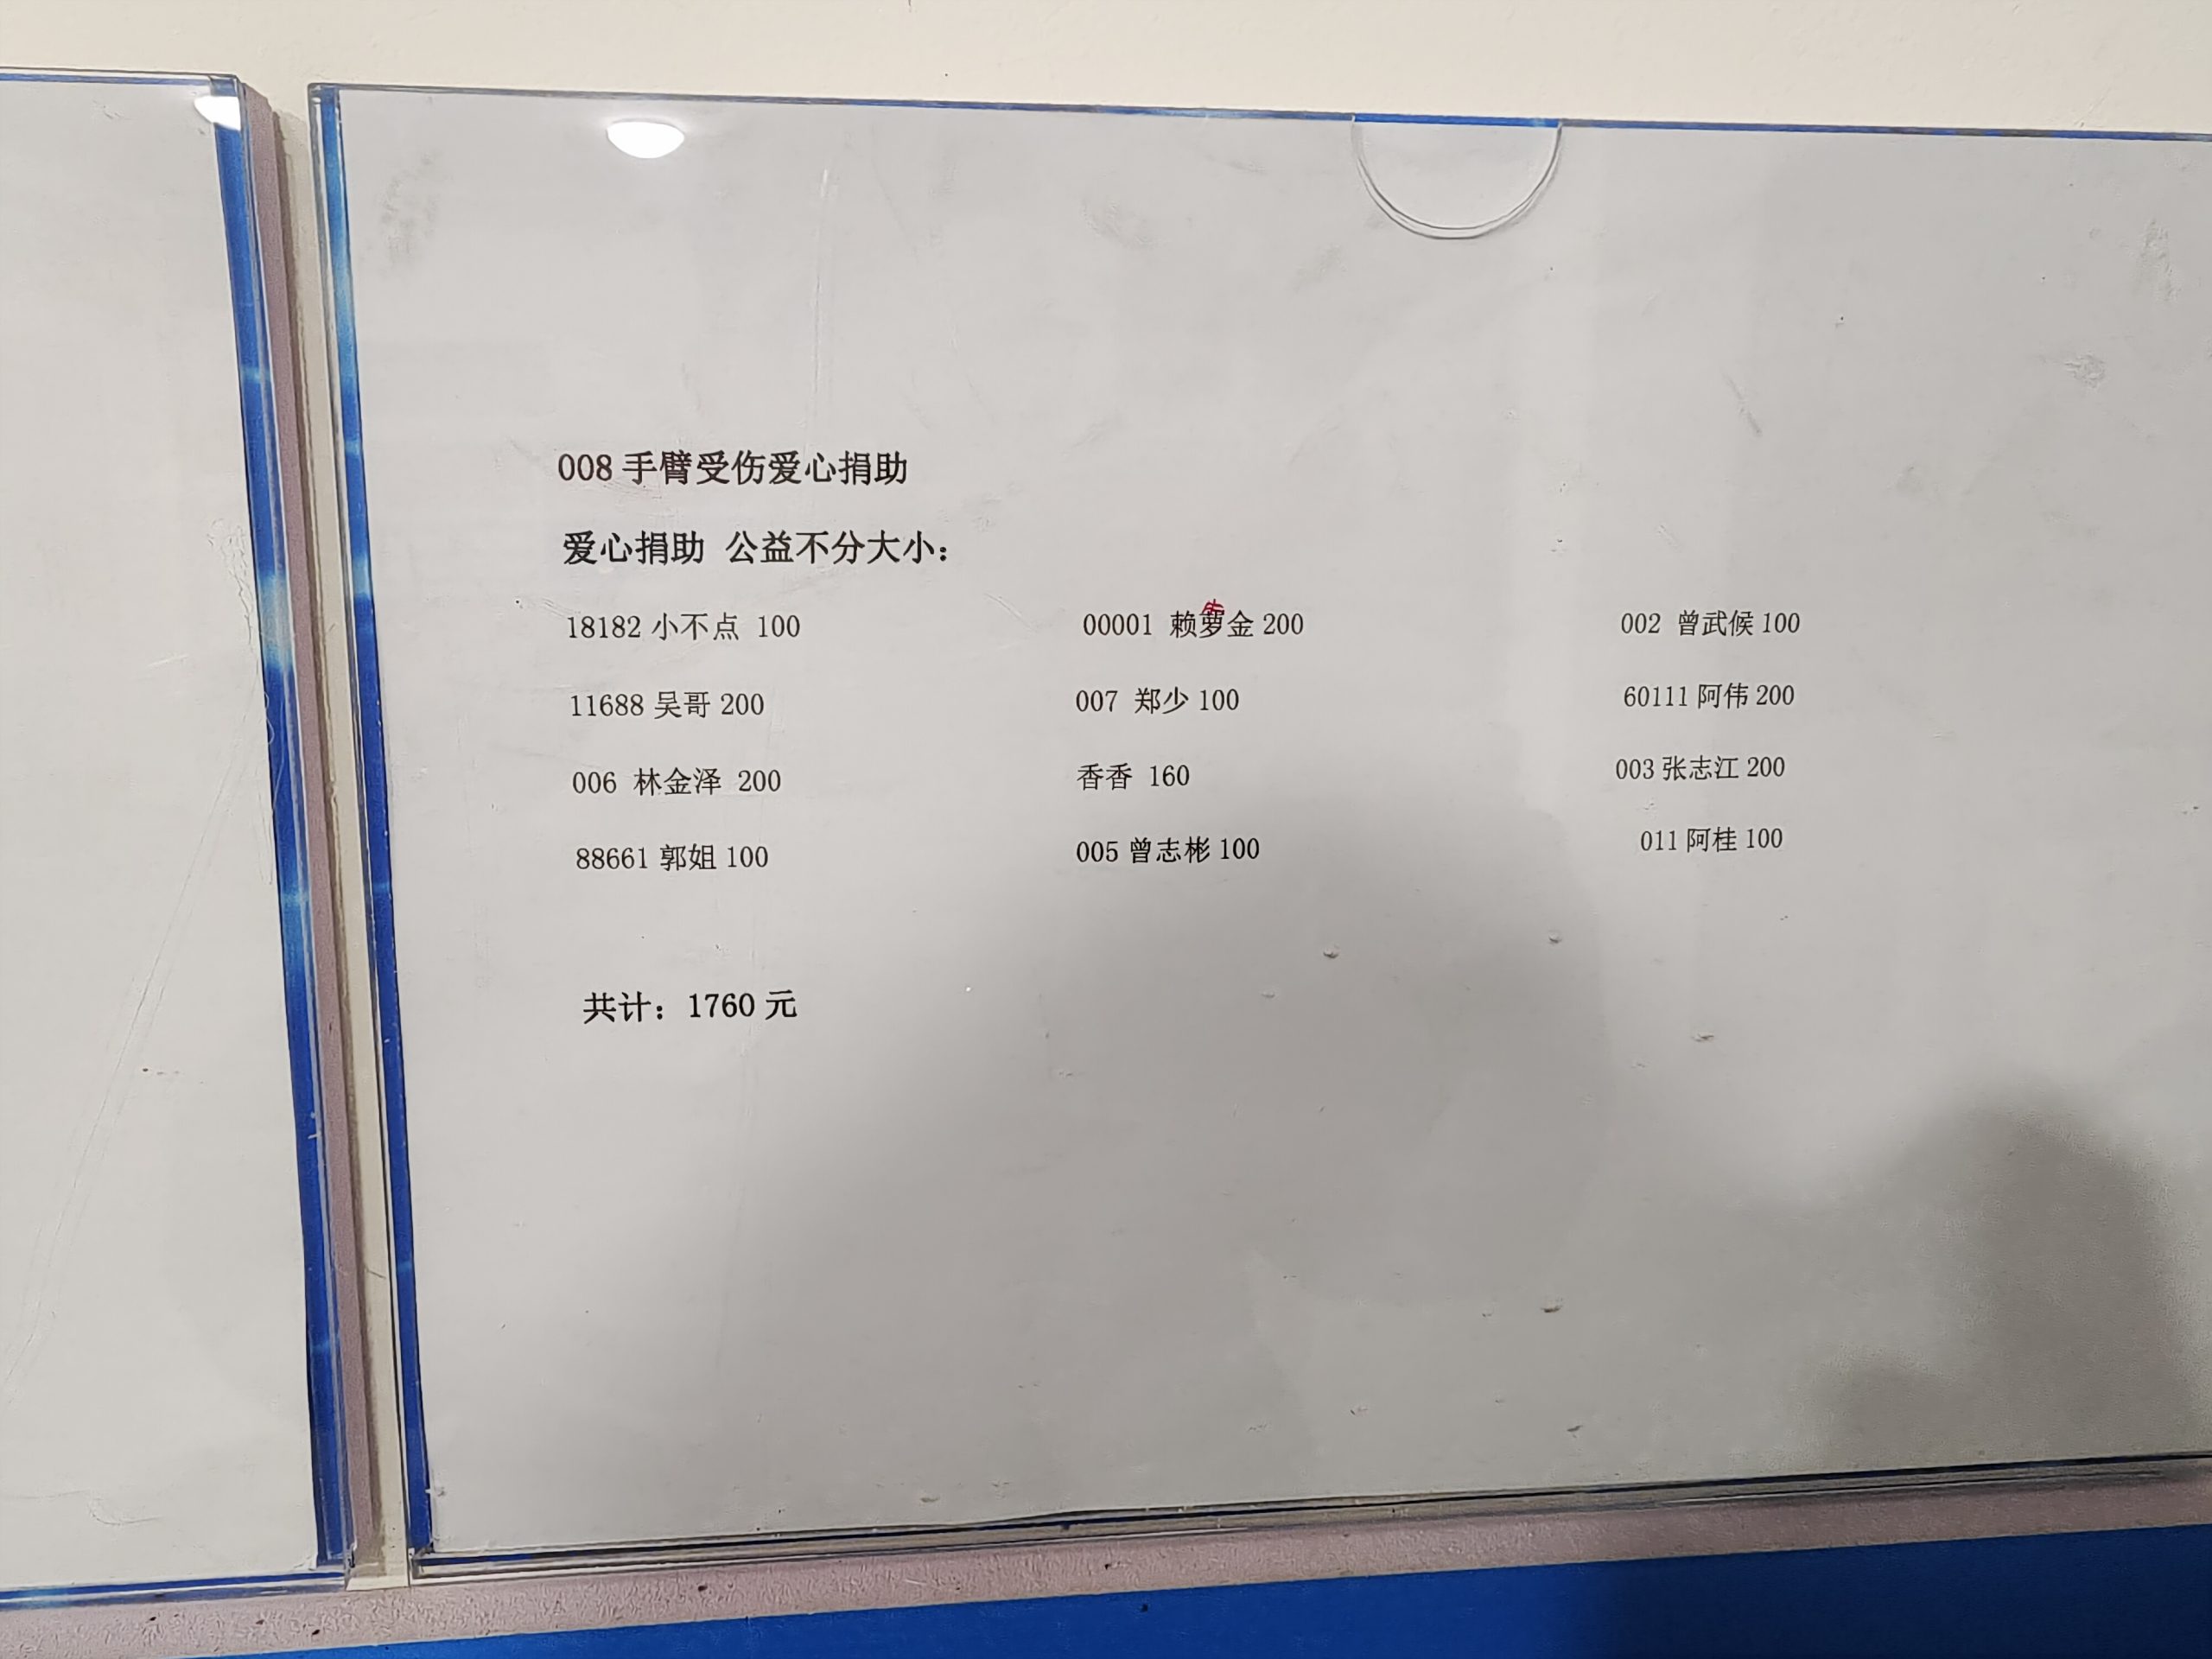 008 手臂受伤爱心捐助
爱心捐助 公益不分大小：
18182 小不点 100 00001 赖萝金 200 002 曾武候 100
11688 吴哥 200 007 郑少 100 60111 阿伟 200
006 林金泽 200 香香 160 003 张志江 200
88661 郭姐 100 005 曾志彬 100 011 阿桂 100
共计：1760 元